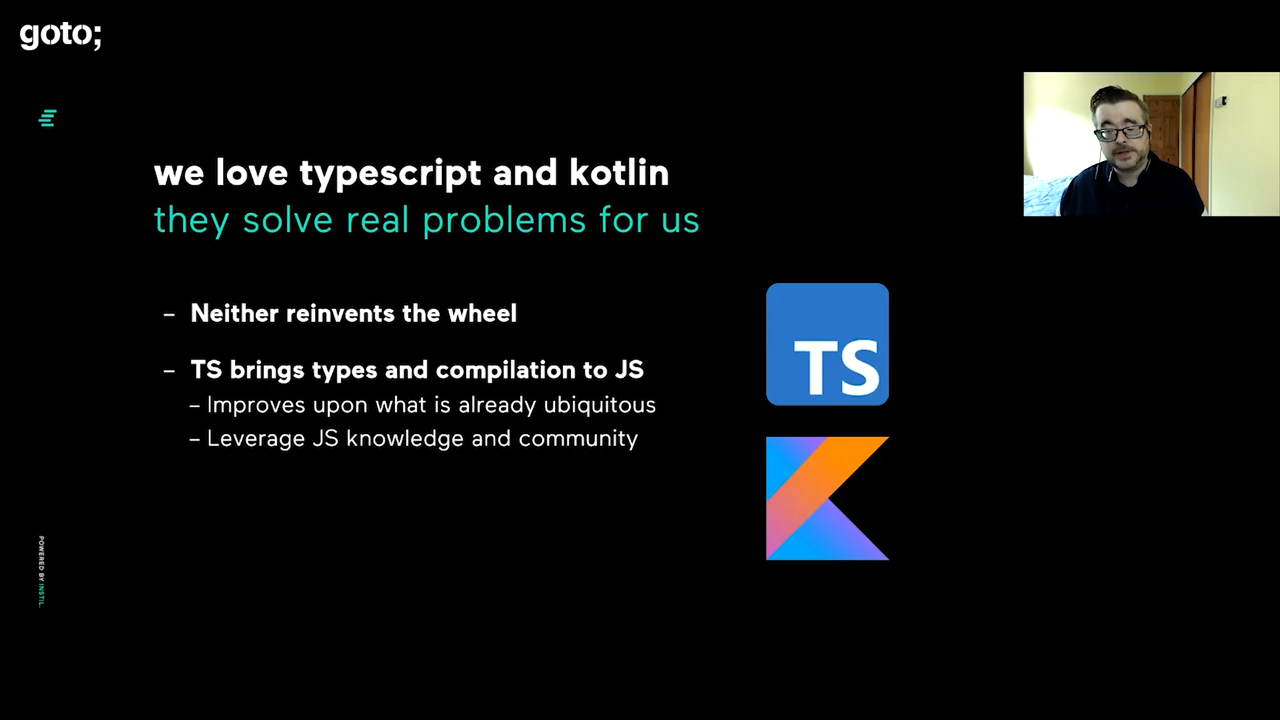 goto;
we love typescript and kotlin
they solve real problems for us
– Neither reinvents the wheel
– TS brings types and compilation to JS
– Improves upon what is already ubiquitous
– Leverage JS knowledge and community
TS
POWERED BY INSTIL.